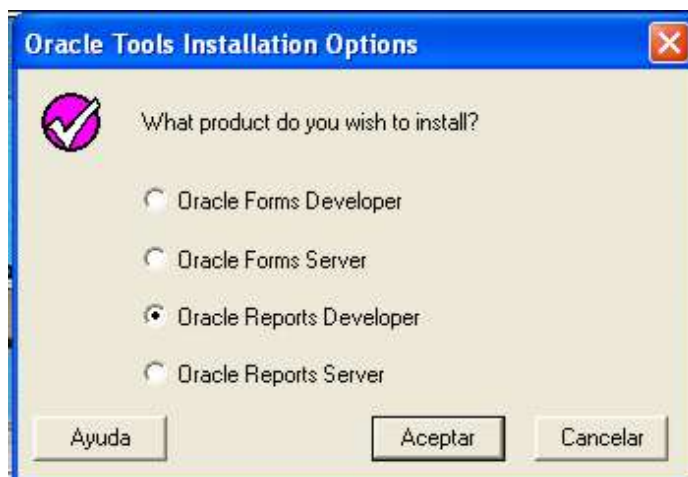 Oracle Tools Installation Options
What product do you wish to install?
Oracle Forms Developer
Oracle Forms Server
Oracle Reports Developer
Oracle Reports Server
Ayuda Aceptar Cancelar